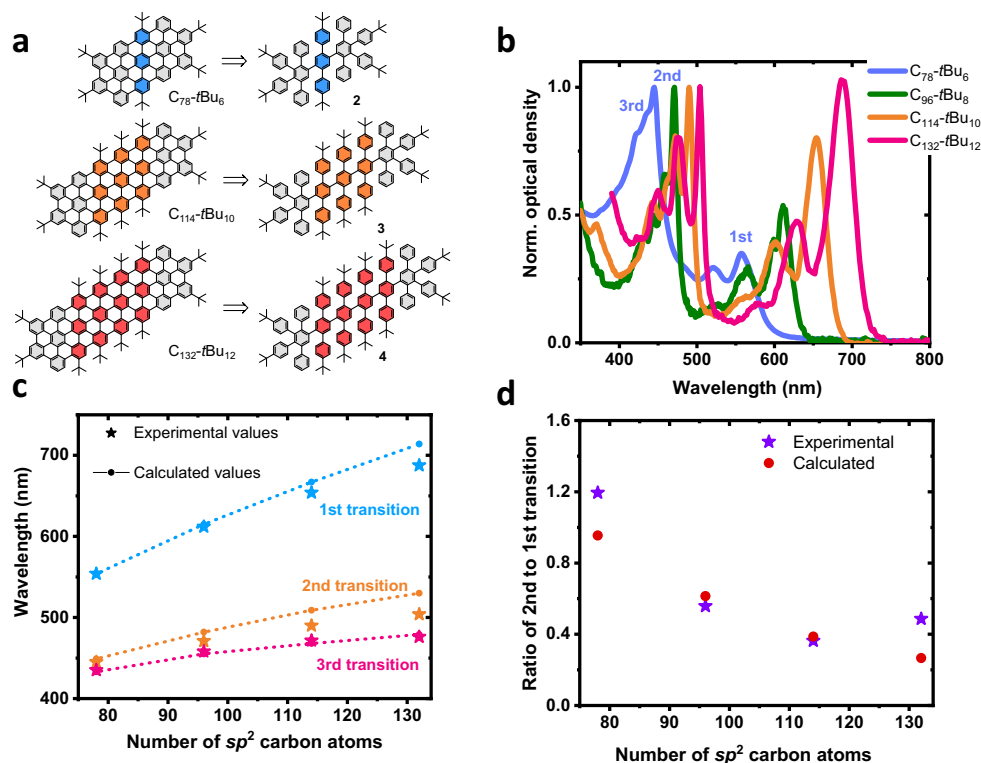 a
C78-tBu6
2
C114-tBu10
3
C132-tBu12
4
b
Norm. optical density
1.0
0.5
0.0
3rd
2nd
1st
C78-tBu6
C96-tBu8
C114-tBu10
C132-tBu12
400
500
600
700
800
Wavelength (nm)
c
Wavelength (nm)
700
600
500
400
Experimental values
Calculated values
1st transition
2nd transition
3rd transition
80
90
100
110
120
130
Number of sp2 carbon atoms
d
Ratio of 2nd to 1st transition
1.6
1.2
0.8
0.4
0.0
Experimental
Calculated
80
90
100
110
120
130
Number of sp2 carbon atoms